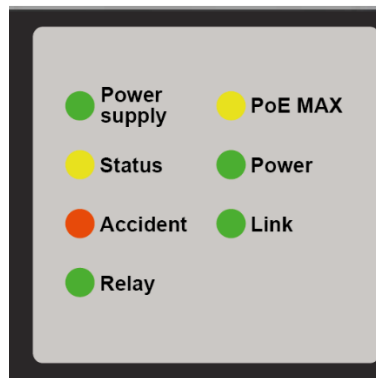 Power
supply
Status
Accident
Relay
PoE MAX
Power
Link